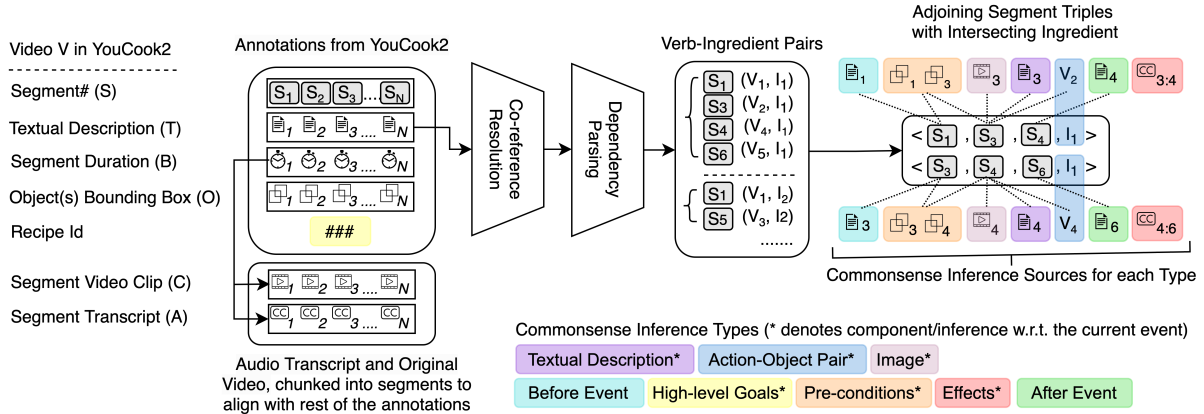 Video V in YouCook2
Segment# (S)
Textual Description (T)
Segment Duration (B)
Object(s) Bounding Box (O)
Recipe Id
Segment Video Clip (C)
Segment Transcript (A)
Annotations from YouCook2
S1 S2 S3 .... SN
1 2 3 .... N
1 2 3 .... N
1 2 3 .... N
###
1 2 3 .... N
CC1 CC2 CC3 .... CCN
Audio Transcript and Original
Video, chunked into segments to
align with rest of the annotations
Co-reference
Resolution
Dependency
Parsing
Verb-Ingredient Pairs
S1 (V1, I1)
S3 (V2, I1)
S4 (V4, I1)
S6 (V5, I1)
S1 (V1, I2)
S5 (V3, I2)
.......
Adjoining Segment Triples
with Intersecting Ingredient
1 1 3 3 3 V2 4 CC3:4
< S1 , S3 , S4 , I1 >
< S3 , S4 , S6 , I1 >
3 3 4 4 4 V4 6 CC4:6
Commonsense Inference Sources for each Type
Commonsense Inference Types (* denotes component/inference w.r.t. the current event)
Textual Description* Action-Object Pair* Image*
Before Event High-level Goals* Pre-conditions* Effects* After Event